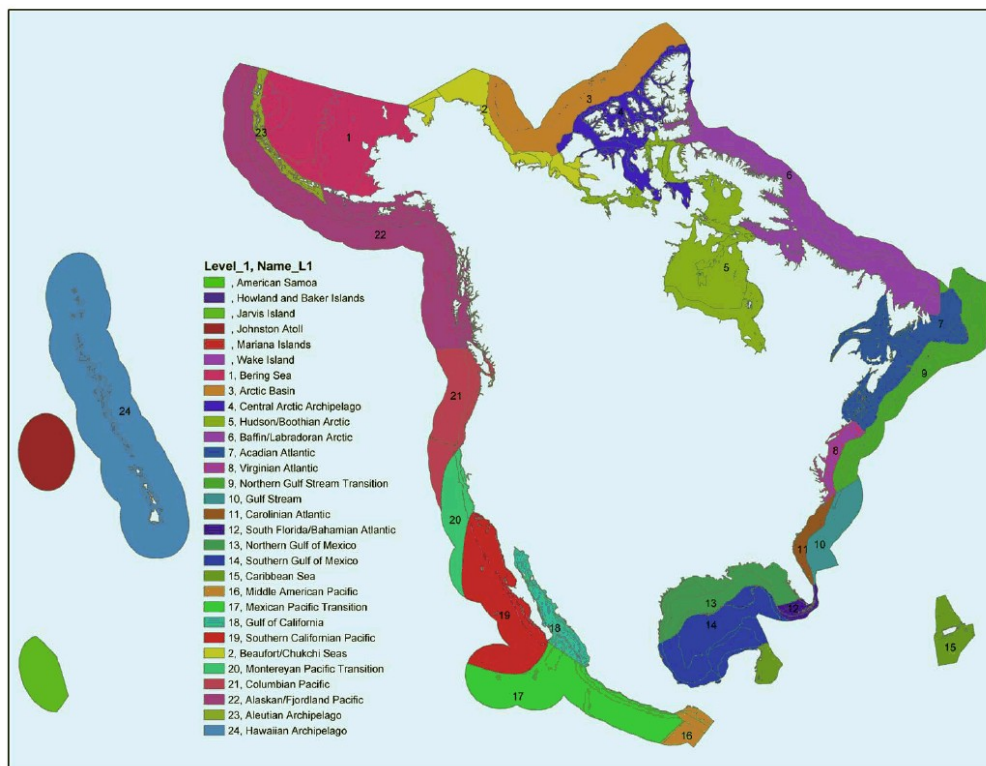 1
2
3
4
5
6
7
8
9
10
11
12
13
14
15
16
17
18
19
20
21
22
23
24
Level_1, Name_L1
, American Samoa
, Howland and Baker Islands
, Jarvis Island
, Johnston Atoll
, Mariana Islands
, Wake Island
1, Bering Sea
3, Arctic Basin
4, Central Arctic Archipelago
5, Hudson/Boothian Arctic
6, Baffin/Labradoran Arctic
7, Acadian Atlantic
8, Virginian Atlantic
9, Northern Gulf Stream Transition
10, Gulf Stream
11, Carolinian Atlantic
12, South Florida/Bahamian Atlantic
13, Northern Gulf of Mexico
14, Southern Gulf of Mexico
15, Caribbean Sea
16, Middle American Pacific
17, Mexican Pacific Transition
18, Gulf of California
19, Southern Californian Pacific
2, Beaufort/Chukchi Seas
20, Montereyan Pacific Transition
21, Columbian Pacific
22, Alaskan/Fjordland Pacific
23, Aleutian Archipelago
24, Hawaiian Archipelago